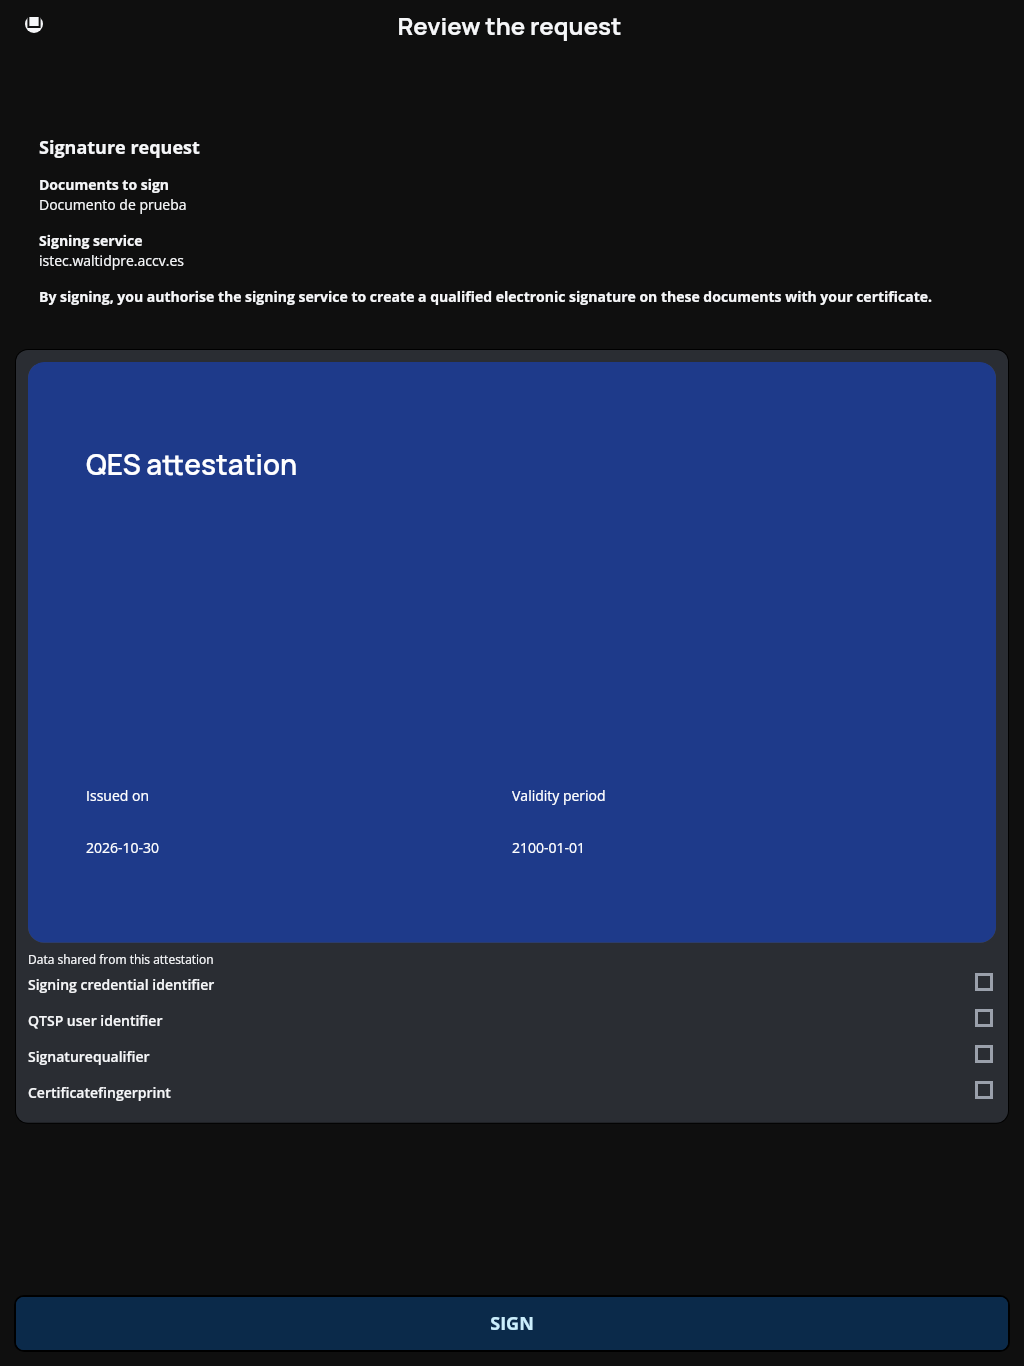 Review the request
Signature request
Documents to sign
Documento de prueba
Signing service
istec.waltidpre.accv.es
By signing, you authorise the signing service to create a qualified electronic signature on these documents with your certificate.
QES attestation
Issued on
Validity period
2026-10-30
2100-01-01
Data shared from this attestation
Signing credential identifier
QTSP user identifier
Signaturequalifier
Certificatefingerprint
SIGN